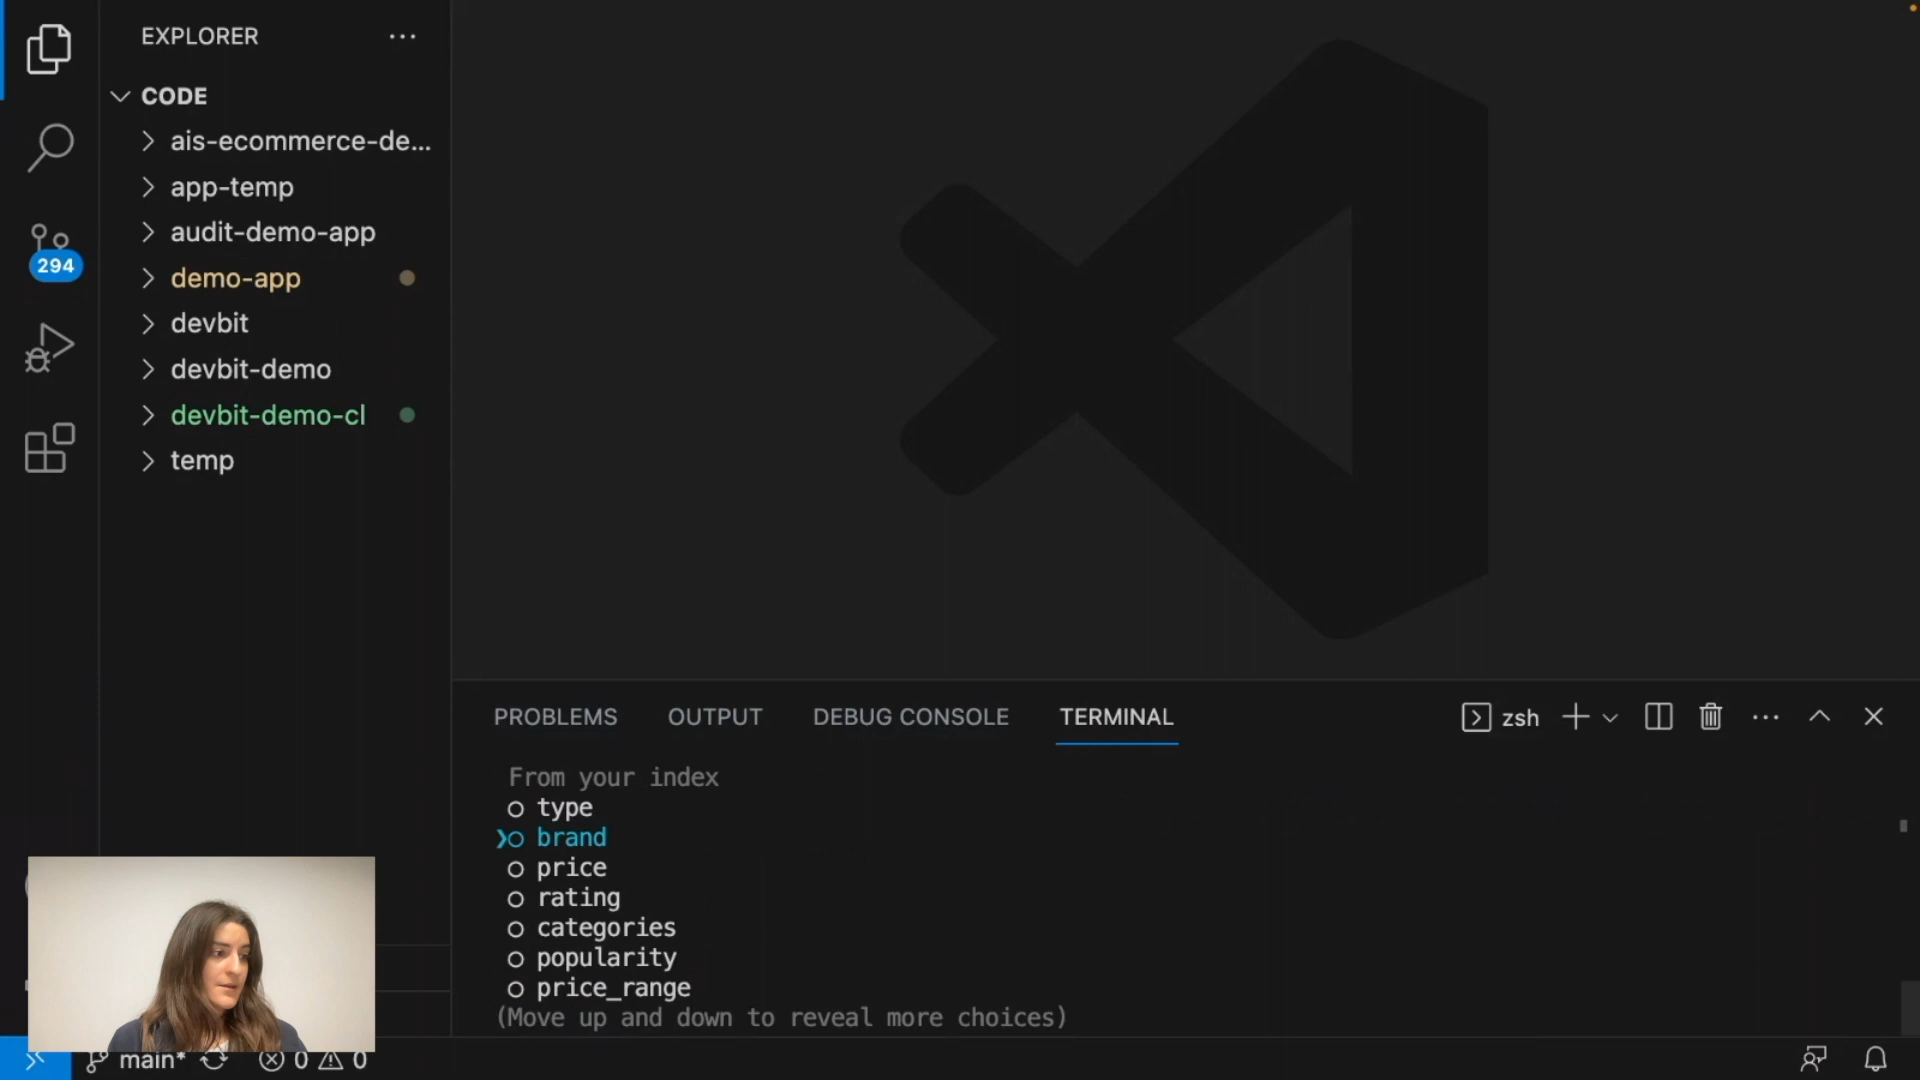 EXPLORER
CODE
ais-ecommerce-de...
app-temp
audit-demo-app
demo-app
devbit
devbit-demo
devbit-demo-cl
temp
294
PROBLEMS OUTPUT DEBUG CONSOLE TERMINAL zsh
From your index
type
❯ brand
price
rating
categories
popularity
price_range
(Move up and down to reveal more choices)
main* 0 0